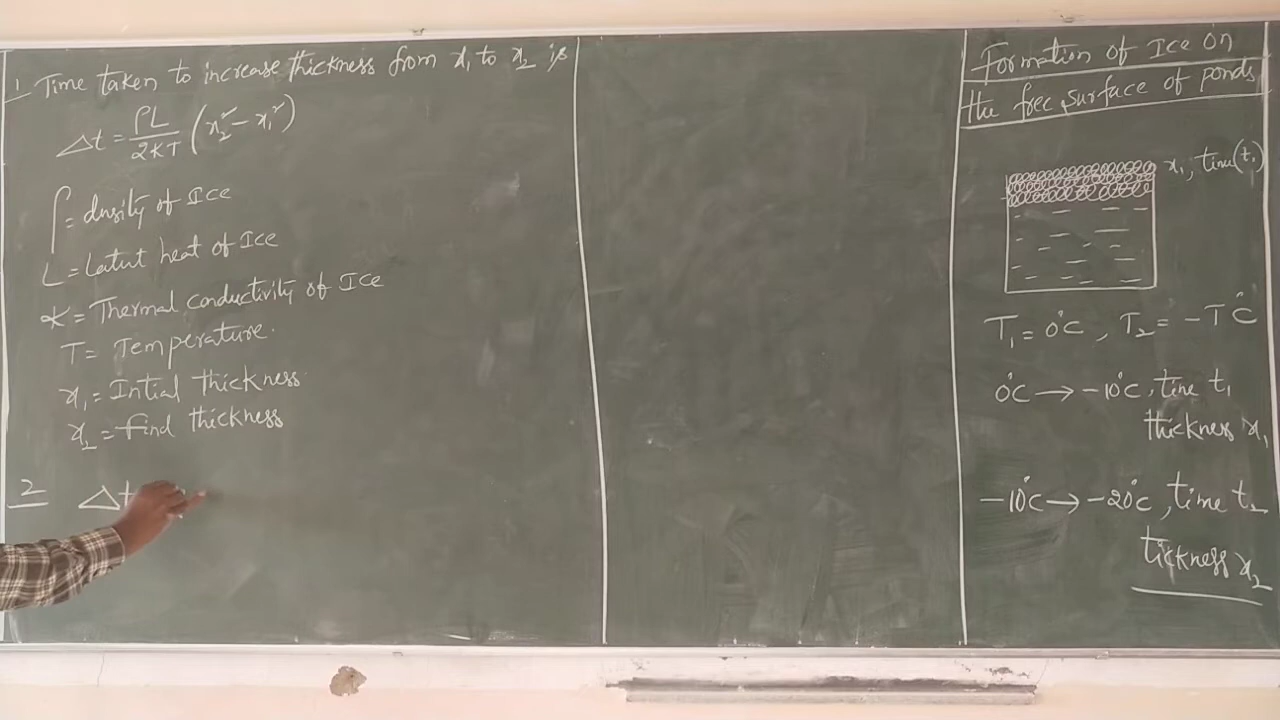 1 Time taken to increase thickness from x₁ to x₂ is
Δt = ρL / 2KT (x₂² − x₁²)
ρ = density of Ice
L = Latent heat of Ice
K = Thermal conductivity of Ice
T = Temperature.
x₁ = Intial thickness
x₂ = find thickness
2 Δt
Formation of Ice on
the free surface of ponds
x₁, time (t₁)
T₁ = 0°C , T₂ = −T°C
0°C → −10°C, time t₁
thickness x₁
−10°C → −20°C, time t₂
tickness x₂